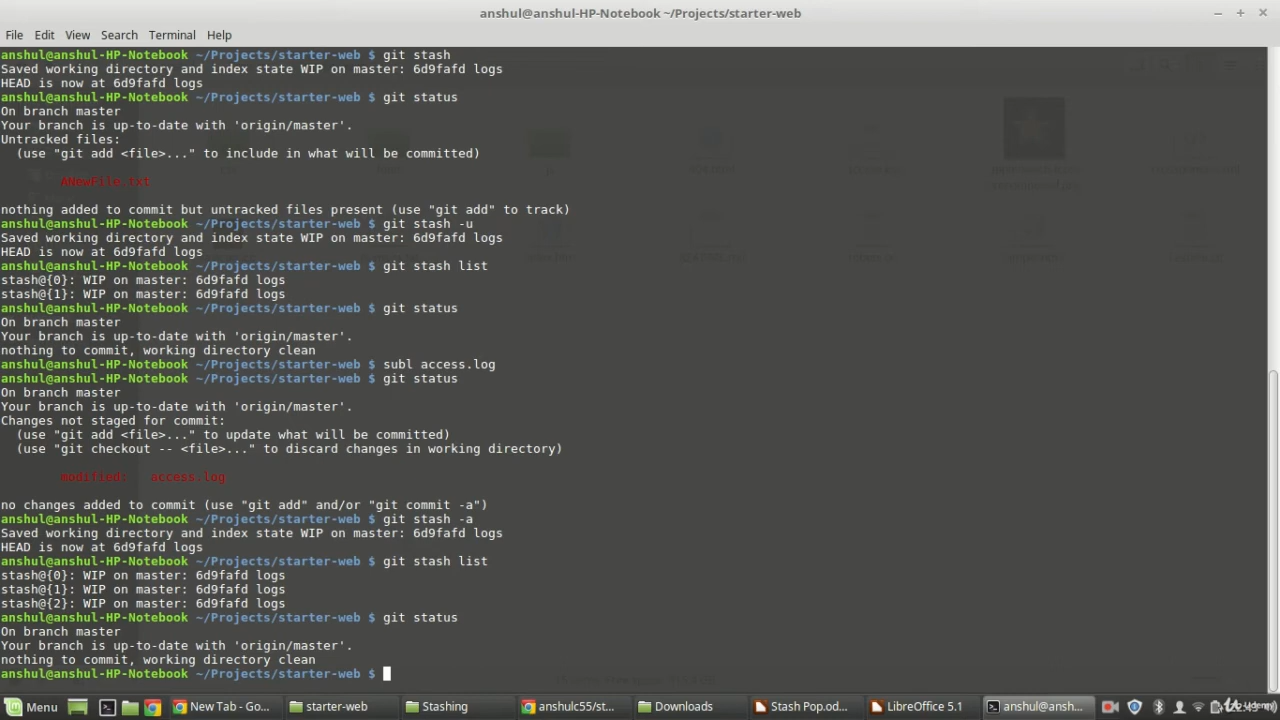 anshul@anshul-HP-Notebook ~/Projects/starter-web
File Edit View Search Terminal Help
anshul@anshul-HP-Notebook ~/Projects/starter-web $ git stash
Saved working directory and index state WIP on master: 6d9fafd logs
HEAD is now at 6d9fafd logs
anshul@anshul-HP-Notebook ~/Projects/starter-web $ git status
On branch master
Your branch is up-to-date with 'origin/master'.
Untracked files:
  (use "git add <file>..." to include in what will be committed)
        ANewFile.txt
nothing added to commit but untracked files present (use "git add" to track)
anshul@anshul-HP-Notebook ~/Projects/starter-web $ git stash -u
Saved working directory and index state WIP on master: 6d9fafd logs
HEAD is now at 6d9fafd logs
anshul@anshul-HP-Notebook ~/Projects/starter-web $ git stash list
stash@{0}: WIP on master: 6d9fafd logs
stash@{1}: WIP on master: 6d9fafd logs
anshul@anshul-HP-Notebook ~/Projects/starter-web $ git status
On branch master
Your branch is up-to-date with 'origin/master'.
nothing to commit, working directory clean
anshul@anshul-HP-Notebook ~/Projects/starter-web $ subl access.log
anshul@anshul-HP-Notebook ~/Projects/starter-web $ git status
On branch master
Your branch is up-to-date with 'origin/master'.
Changes not staged for commit:
  (use "git add <file>..." to update what will be committed)
  (use "git checkout -- <file>..." to discard changes in working directory)
        modified:   access.log
no changes added to commit (use "git add" and/or "git commit -a")
anshul@anshul-HP-Notebook ~/Projects/starter-web $ git stash -a
Saved working directory and index state WIP on master: 6d9fafd logs
HEAD is now at 6d9fafd logs
anshul@anshul-HP-Notebook ~/Projects/starter-web $ git stash list
stash@{0}: WIP on master: 6d9fafd logs
stash@{1}: WIP on master: 6d9fafd logs
stash@{2}: WIP on master: 6d9fafd logs
anshul@anshul-HP-Notebook ~/Projects/starter-web $ git status
On branch master
Your branch is up-to-date with 'origin/master'.
nothing to commit, working directory clean
anshul@anshul-HP-Notebook ~/Projects/starter-web $
Menu New Tab - Go... starter-web Stashing anshulc55/st... Downloads Stash Pop.od... LibreOffice 5.1 anshul@ansh...